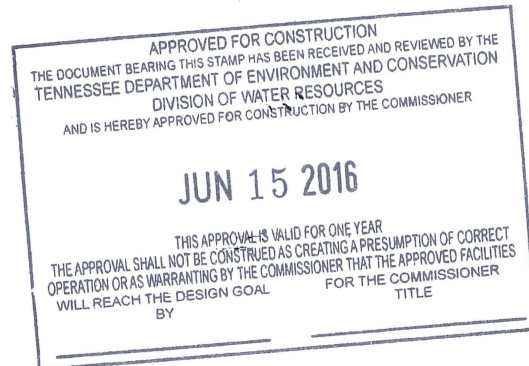 APPROVED FOR CONSTRUCTION
THE DOCUMENT BEARING THIS STAMP HAS BEEN RECEIVED AND REVIEWED BY THE
TENNESSEE DEPARTMENT OF ENVIRONMENT AND CONSERVATION
DIVISION OF WATER RESOURCES
AND IS HEREBY APPROVED FOR CONSTRUCTION BY THE COMMISSIONER
JUN 15 2016
THIS APPROVAL IS VALID FOR ONE YEAR
THE APPROVAL SHALL NOT BE CONSTRUED AS CREATING A PRESUMPTION OF CORRECT
OPERATION OR AS WARRANTING BY THE COMMISSIONER THAT THE APPROVED FACILITIES
WILL REACH THE DESIGN GOAL FOR THE COMMISSIONER
BY TITLE